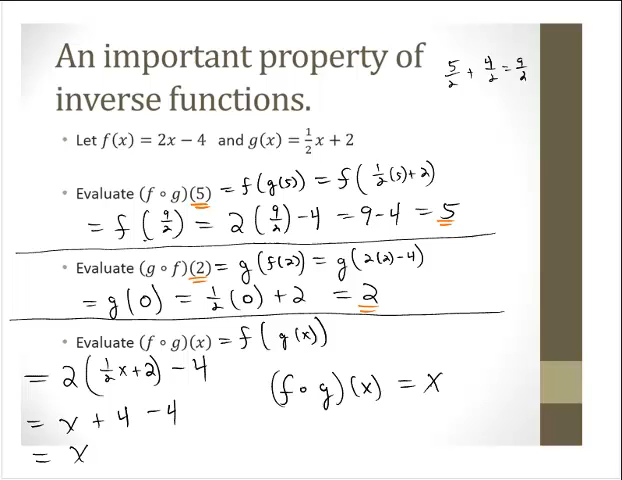 An important property of
inverse functions.
5/2 + 4/2 = 9/2
• Let f(x) = 2x − 4 and g(x) = 1/2 x + 2
• Evaluate (f ∘ g)(5) = f(g(5)) = f(1/2(5)+2)
= f(9/2) = 2(9/2) − 4 = 9 − 4 = 5
• Evaluate (g ∘ f)(2) = g(f(2)) = g(2(2)−4)
= g(0) = 1/2(0) + 2 = 2
• Evaluate (f ∘ g)(x) = f(g(x))
= 2(1/2x+2) − 4
(f ∘ g)(x) = x
= x + 4 − 4
= x